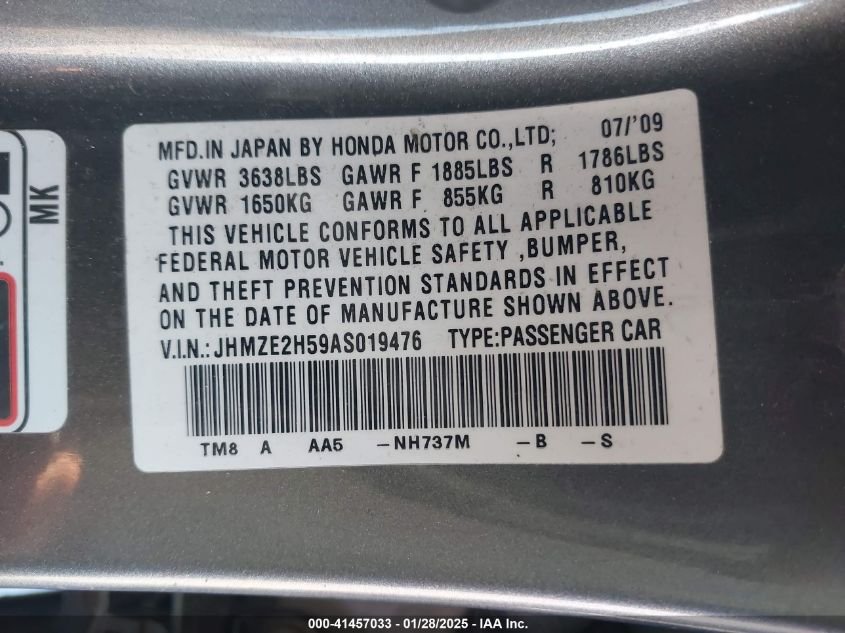 MFD.IN JAPAN BY HONDA MOTOR CO.,LTD; 07/'09
GVWR 3638LBS GAWR F 1885LBS R 1786LBS
GVWR 1650KG GAWR F 855KG R 810KG
THIS VEHICLE CONFORMS TO ALL APPLICABLE
FEDERAL MOTOR VEHICLE SAFETY ,BUMPER,
AND THEFT PREVENTION STANDARDS IN EFFECT
ON THE DATE OF MANUFACTURE SHOWN ABOVE.
V.I.N.: JHMZE2H59AS019476 TYPE:PASSENGER CAR
TM8 A AA5 -NH737M -B -S
MK
000-41457033 - 01/28/2025 - IAA Inc.